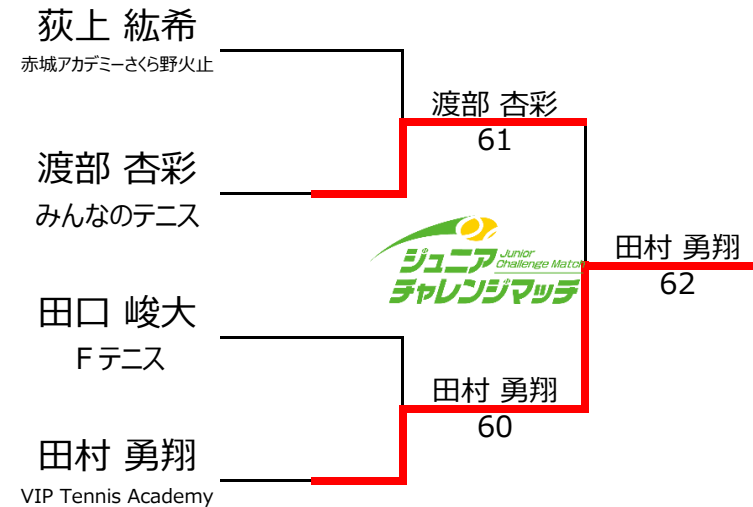 荻上 紘希
赤城アカデミーさくら野火止
渡部 杏彩
61
渡部 杏彩
みんなのテニス
ジュニア Junior Challenge Match
チャレンジマッチ
田村 勇翔
62
田口 峻大
Fテニス
田村 勇翔
60
田村 勇翔
VIP Tennis Academy